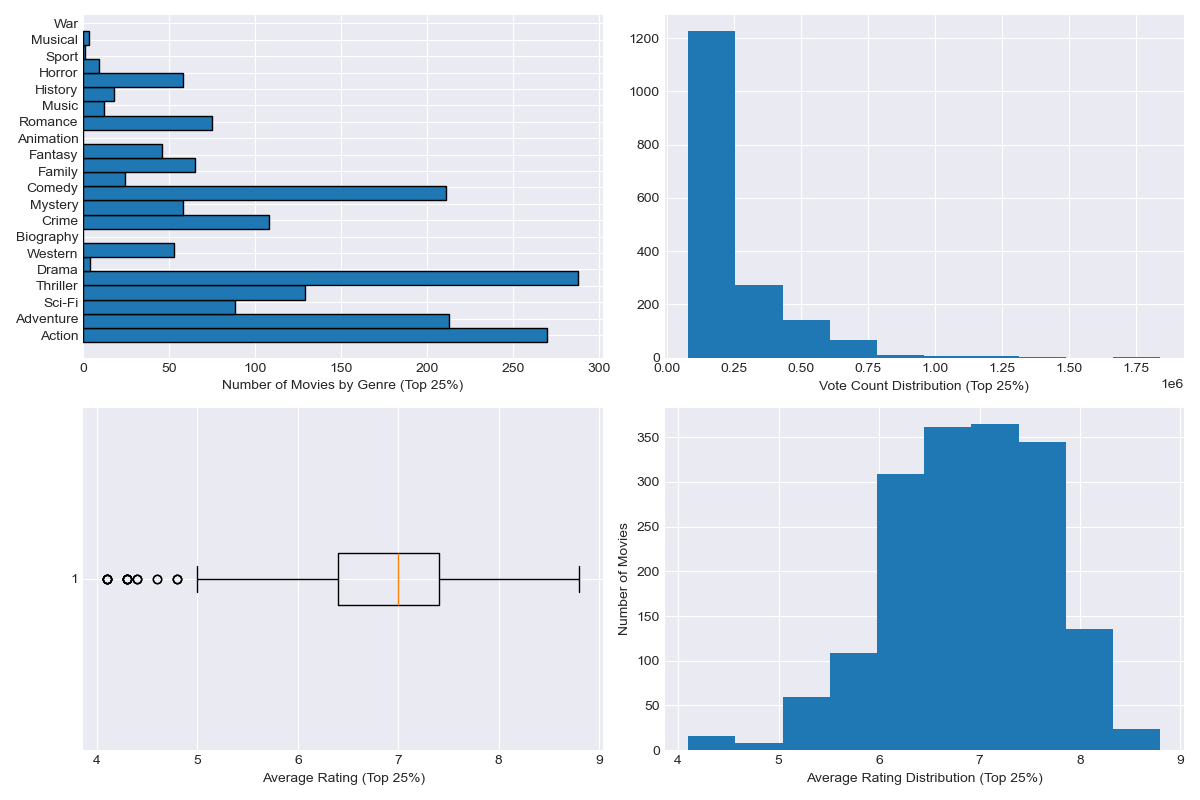 War
Musical
Sport
Horror
History
Music
Romance
Animation
Fantasy
Family
Comedy
Mystery
Crime
Biography
Western
Drama
Thriller
Sci-Fi
Adventure
Action
0 50 100 150 200 250 300
Number of Movies by Genre (Top 25%)
1200
1000
800
600
400
200
0
0.00 0.25 0.50 0.75 1.00 1.25 1.50 1.75
1e6
Vote Count Distribution (Top 25%)
1
4 5 6 7 8 9
Average Rating (Top 25%)
Number of Movies
350
300
250
200
150
100
50
0
4 5 6 7 8 9
Average Rating Distribution (Top 25%)